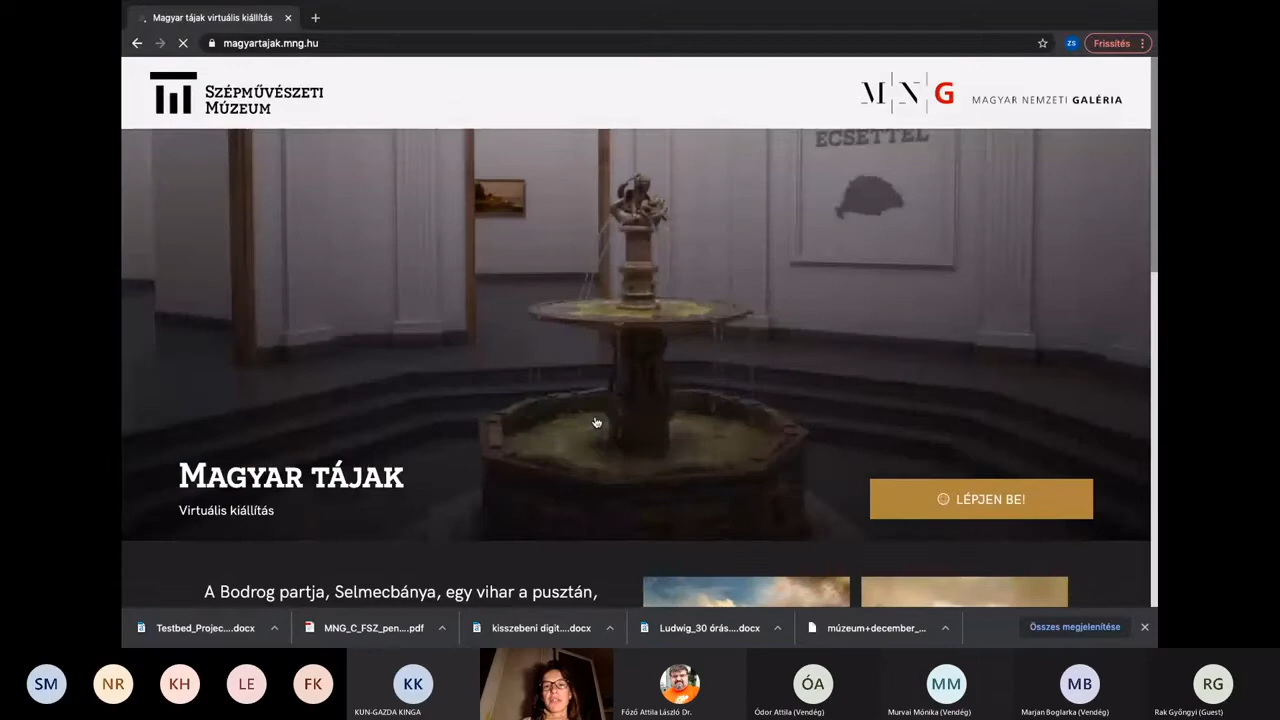 Magyar tájak virtuális kiállítás
magyartajak.mng.hu
ZS
Frissítés
SZÉPMŰVÉSZETI
MÚZEUM
M N G
MAGYAR NEMZETI GALÉRIA
ECSETTEL
MAGYAR TÁJAK
Virtuális kiállítás
LÉPJEN BE!
A Bodrog partja, Selmecbánya, egy vihar a pusztán,
Testbed_Projec....docx
MNG_C_FSZ_pen....pdf
kisszebeni digit....docx
Ludwig_30 órás....docx
múzeum+december_...
Összes megjelenítése
SM
NR
KH
LE
FK
KK
ÓA
MM
MB
RG
KUN-GAZDA KINGA
Főző Attila László Dr.
Ódor Attila (Vendég)
Murvai Mónika (Vendég)
Marjan Boglarka (Vendég)
Rak Gyöngyi (Guest)